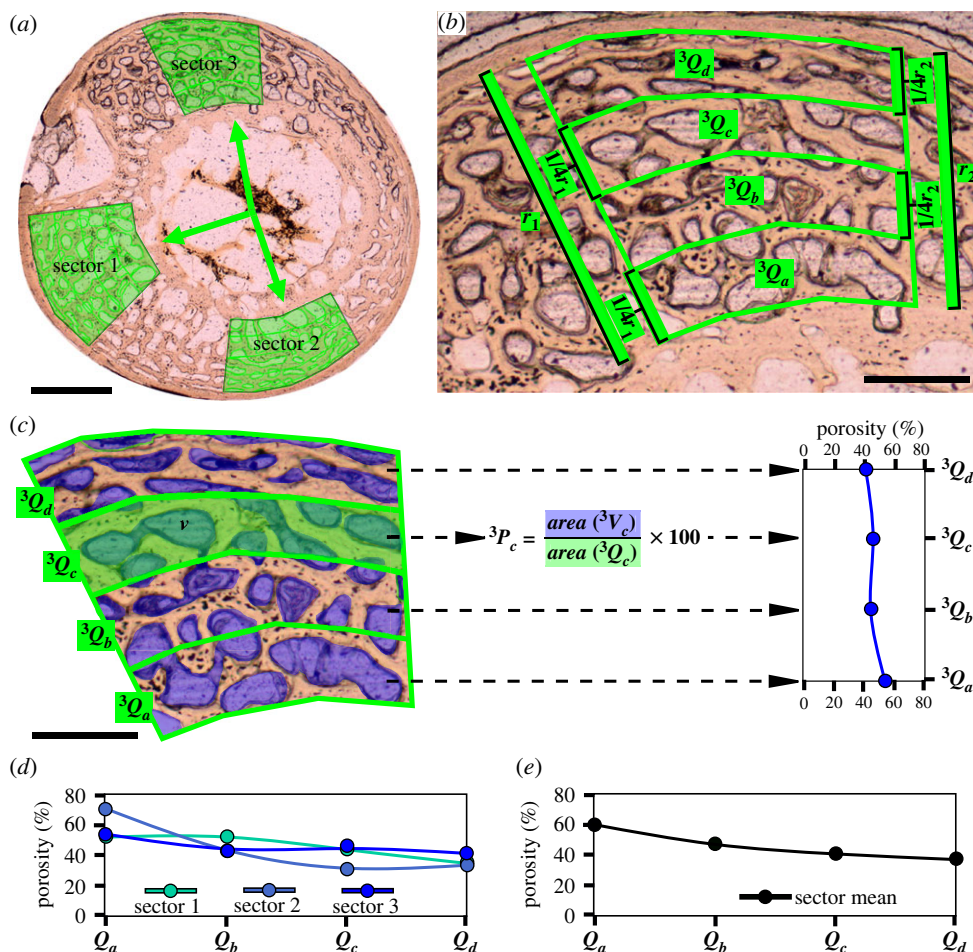 (a)
sector 3
sector 1
sector 2
(b)
³Q_d
³Q_c
³Q_b
³Q_a
1/4r₂
1/4r₂
r₂
1/4r₁
r₁
1/4r₁
(c)
³Q_d
³Q_c
³Q_b
³Q_a
v
³P_c = area (³V_c) / area (³Q_c) × 100
porosity (%)
0 20 40 60 80
³Q_d
³Q_c
³Q_b
³Q_a
0 20 40 60 80
(d)
porosity (%)
80
60
40
20
0
sector 1 sector 2 sector 3
Q_a Q_b Q_c Q_d
(e)
porosity (%)
80
60
40
20
0
sector mean
Q_a Q_b Q_c Q_d